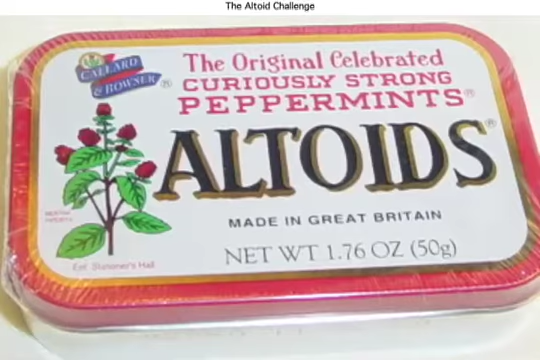 The Altoid Challenge
CALLARD
& BOWSER®
The Original Celebrated
CURIOUSLY STRONG
PEPPERMINTS®
ALTOIDS®
MADE IN GREAT BRITAIN
NET WT 1.76 OZ (50g)
Ent. Stationer's Hall